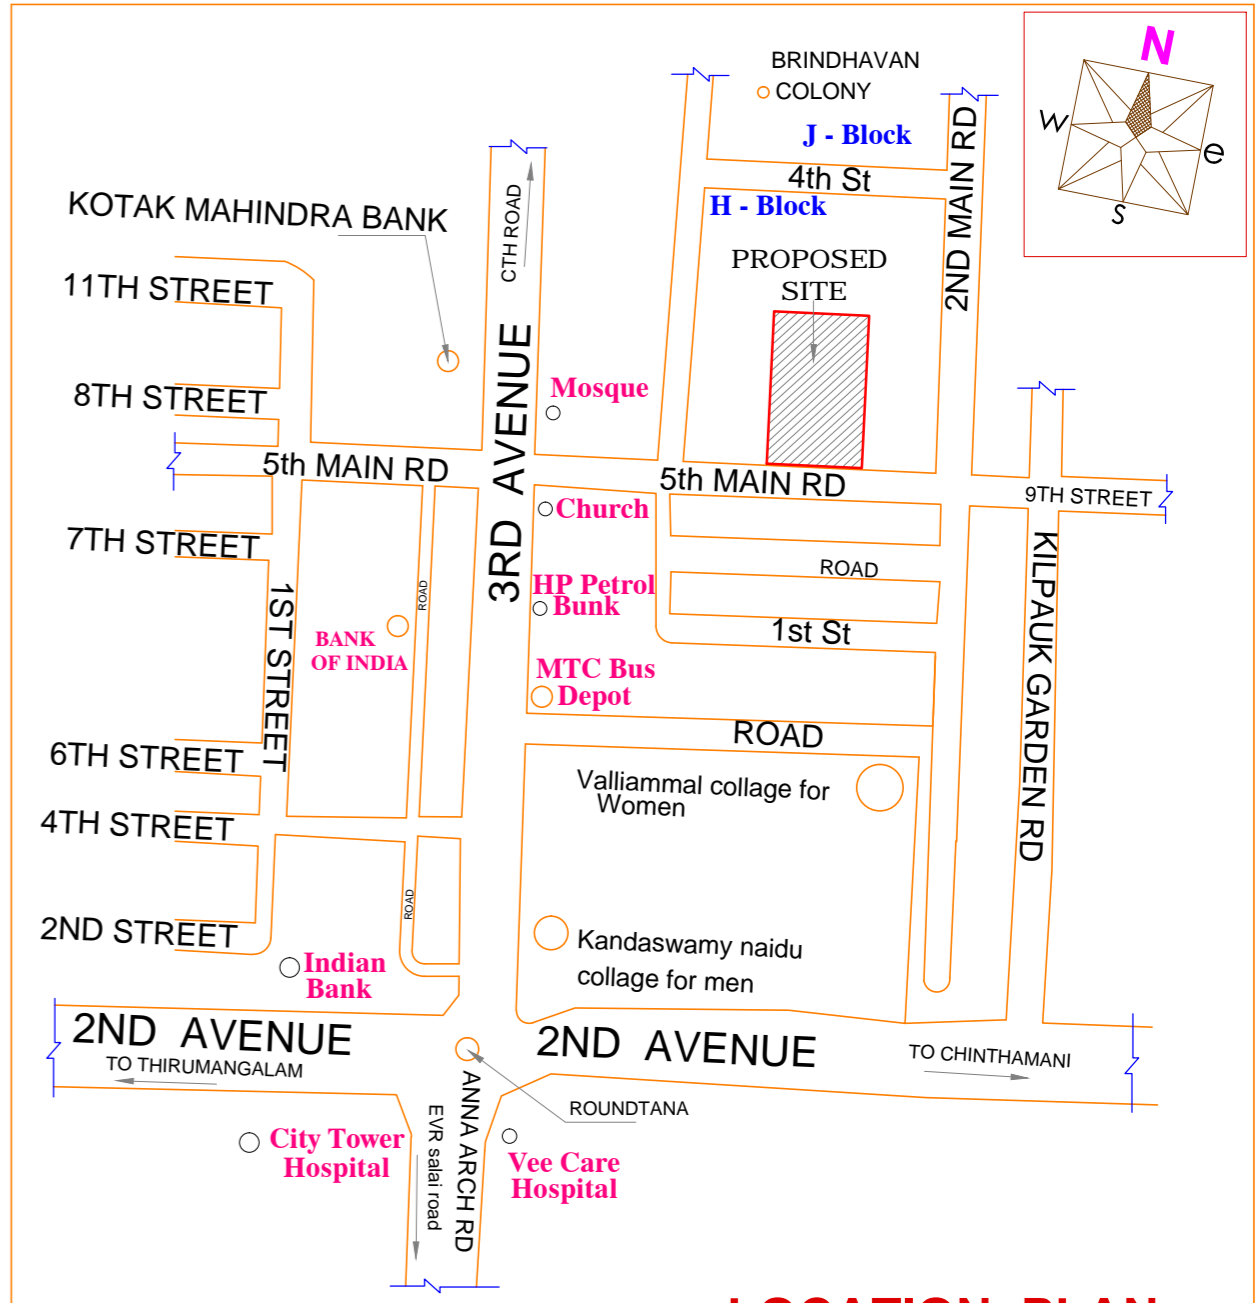 BRINDHAVAN
COLONY
N
W
e
s
J - Block
4th St
H - Block
2ND MAIN RD
PROPOSED
SITE
KOTAK MAHINDRA BANK
CTH ROAD
11TH STREET
3RD AVENUE
Mosque
8TH STREET
5th MAIN RD
5th MAIN RD
9TH STREET
Church
7TH STREET
ROAD
HP Petrol
Bunk
ROAD
1ST STREET
1st St
KILPAUK GARDEN RD
BANK
OF INDIA
MTC Bus
Depot
ROAD
6TH STREET
Valliammal collage for
Women
4TH STREET
ROAD
2ND STREET
Kandaswamy naidu
collage for men
Indian
Bank
2ND AVENUE
2ND AVENUE
TO THIRUMANGALAM
TO CHINTHAMANI
ROUNDTANA
ANNA ARCH RD
EVR salai road
City Tower
Hospital
Vee Care
Hospital
LOCATION PLAN